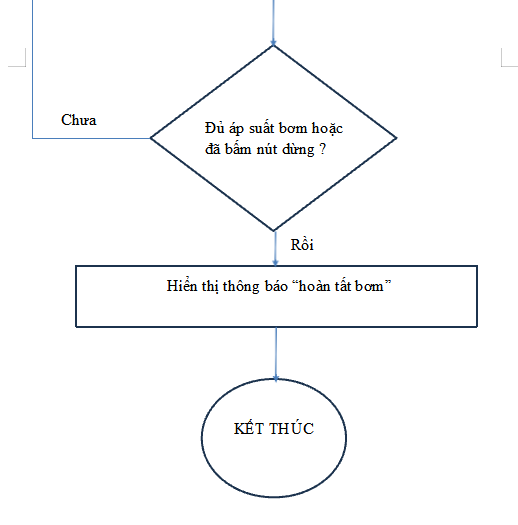 Đủ áp suất bơm hoặc
đã bấm nút dừng ?
Chưa
Rồi
Hiển thị thông báo “hoàn tất bơm”
KẾT THÚC